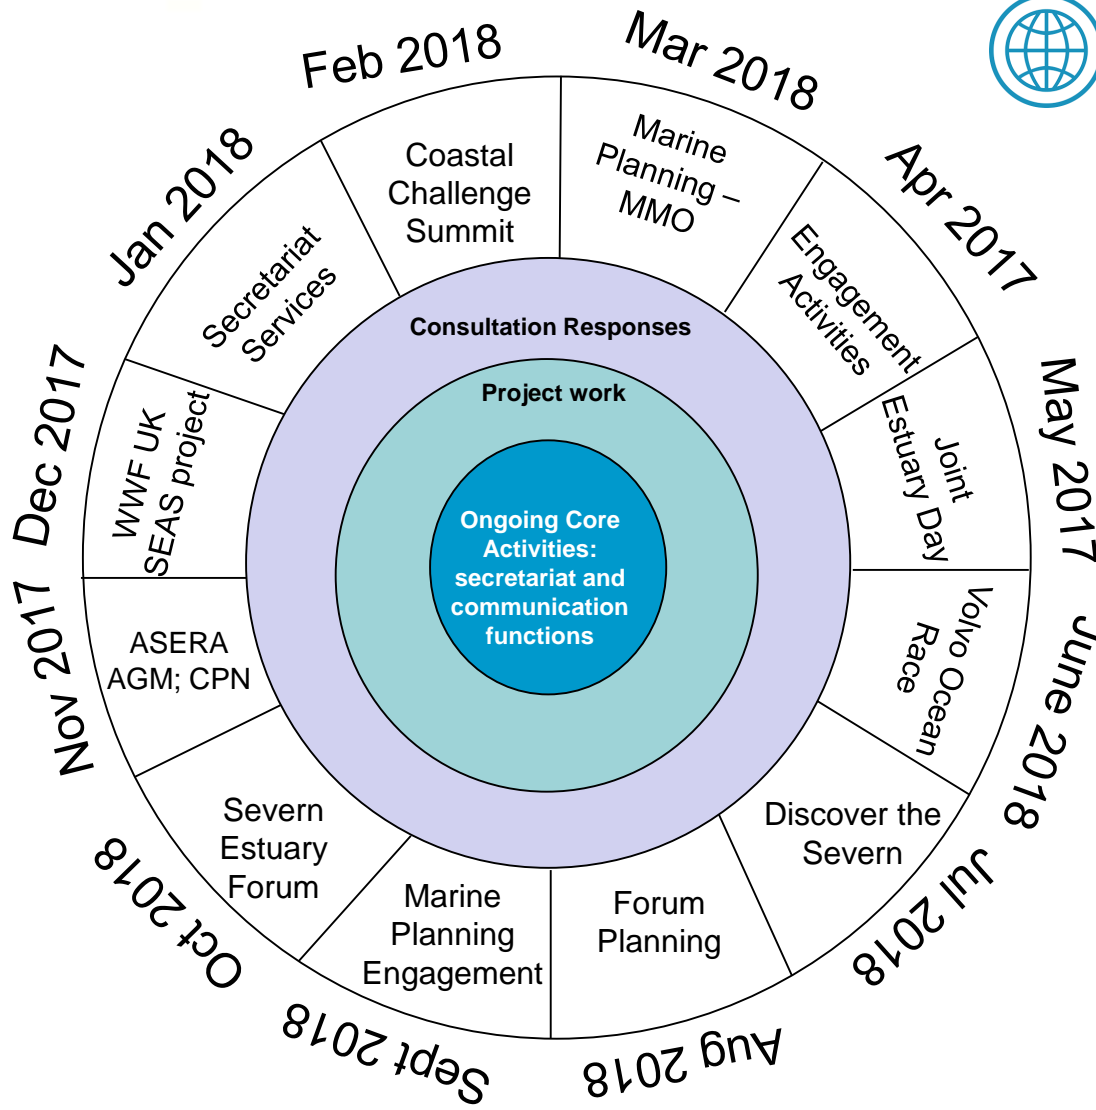 Feb 2018
Mar 2018
Apr 2017
May 2017
June 2018
Jul 2018
Aug 2018
Sept 2018
Oct 2018
Nov 2017
Dec 2017
Jan 2018
Coastal
Challenge
Summit
Marine
Planning –
MMO
Engagement
Activities
Joint
Estuary Day
Volvo Ocean
Race
Discover the
Severn
Forum
Planning
Marine
Planning
Engagement
Severn
Estuary
Forum
ASERA
AGM; CPN
WWF UK
SEAS project
Secretariat
Services
Consultation Responses
Project work
Ongoing Core
Activities:
secretariat and
communication
functions